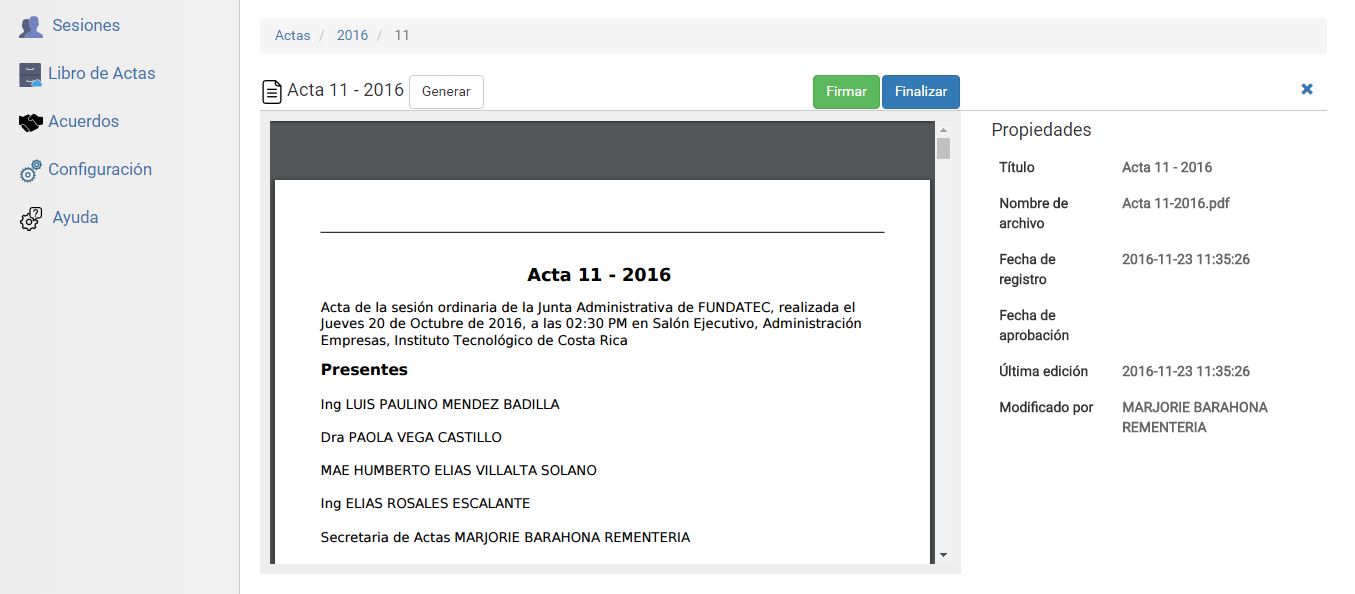 Sesiones
Libro de Actas
Acuerdos
Configuración
Ayuda
Actas / 2016 / 11
Acta 11 - 2016 Generar Firmar Finalizar
Acta 11 - 2016
Acta de la sesión ordinaria de la Junta Administrativa de FUNDATEC, realizada el
Jueves 20 de Octubre de 2016, a las 02:30 PM en Salón Ejecutivo, Administración
Empresas, Instituto Tecnológico de Costa Rica
Presentes
Ing LUIS PAULINO MENDEZ BADILLA
Dra PAOLA VEGA CASTILLO
MAE HUMBERTO ELIAS VILLALTA SOLANO
Ing ELIAS ROSALES ESCALANTE
Secretaria de Actas MARJORIE BARAHONA REMENTERIA
Propiedades
Título Acta 11 - 2016
Nombre de Acta 11-2016.pdf
archivo
Fecha de 2016-11-23 11:35:26
registro
Fecha de
aprobación
Última edición 2016-11-23 11:35:26
Modificado por MARJORIE BARAHONA
REMENTERIA